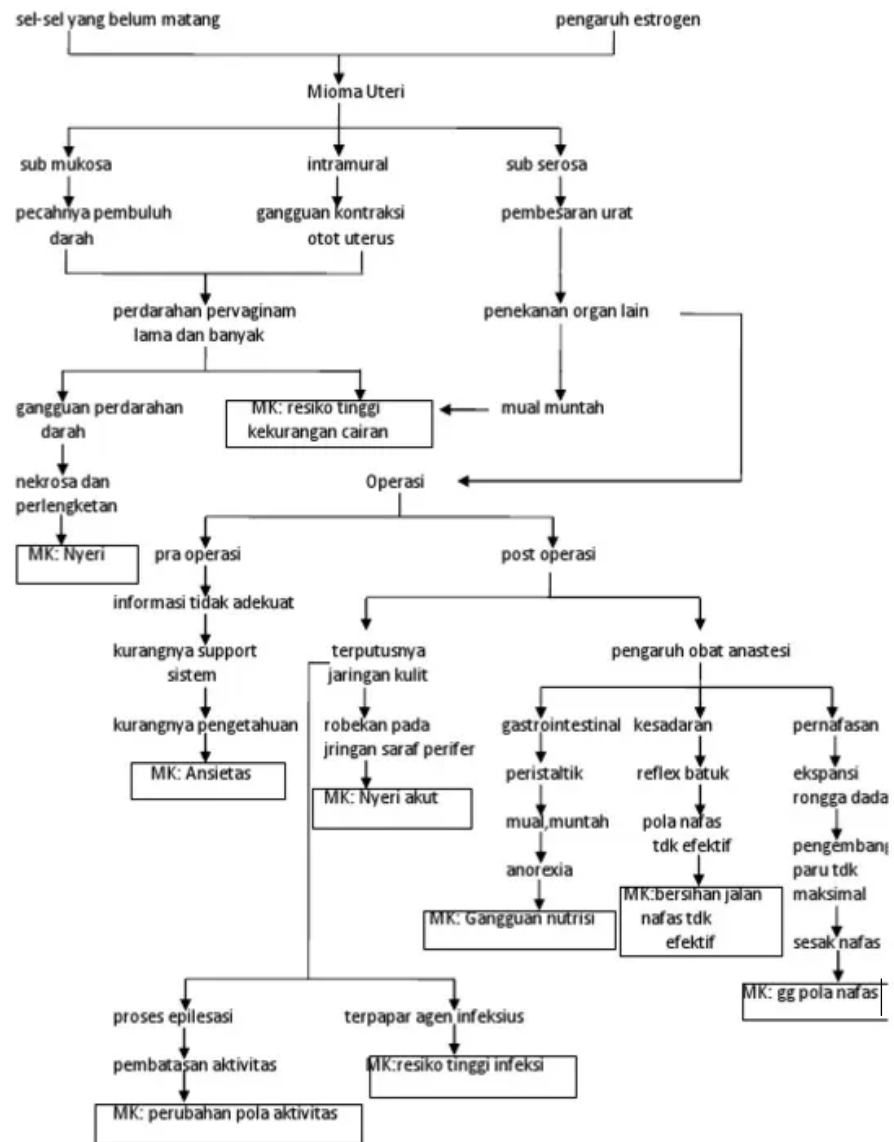 sel-sel yang belum matang
pengaruh estrogen
Mioma Uteri
sub mukosa
intramural
sub serosa
pecahnya pembuluh
darah
gangguan kontraksi
otot uterus
pembesaran urat
perdarahan pervaginam
lama dan banyak
penekanan organ lain
gangguan perdarahan
darah
MK: resiko tinggi
kekurangan cairan
mual muntah
nekrosa dan
perlengketan
Operasi
MK: Nyeri
pra operasi
post operasi
informasi tidak adekuat
kurangnya support
sistem
terputusnya
jaringan kulit
pengaruh obat anastesi
kurangnya pengetahuan
robekan pada
jringan saraf perifer
gastrointestinal
kesadaran
pernafasan
MK: Ansietas
MK: Nyeri akut
peristaltik
reflex batuk
ekspansi
rongga dada
mual,muntah
pola nafas
tdk efektif
pengembang
paru tdk
maksimal
anorexia
MK: Gangguan nutrisi
MK:bersihan jalan
nafas tdk
efektif
sesak nafas
MK: gg pola nafas
proses epilesasi
terpapar agen infeksius
pembatasan aktivitas
MK:resiko tinggi infeksi
MK: perubahan pola aktivitas